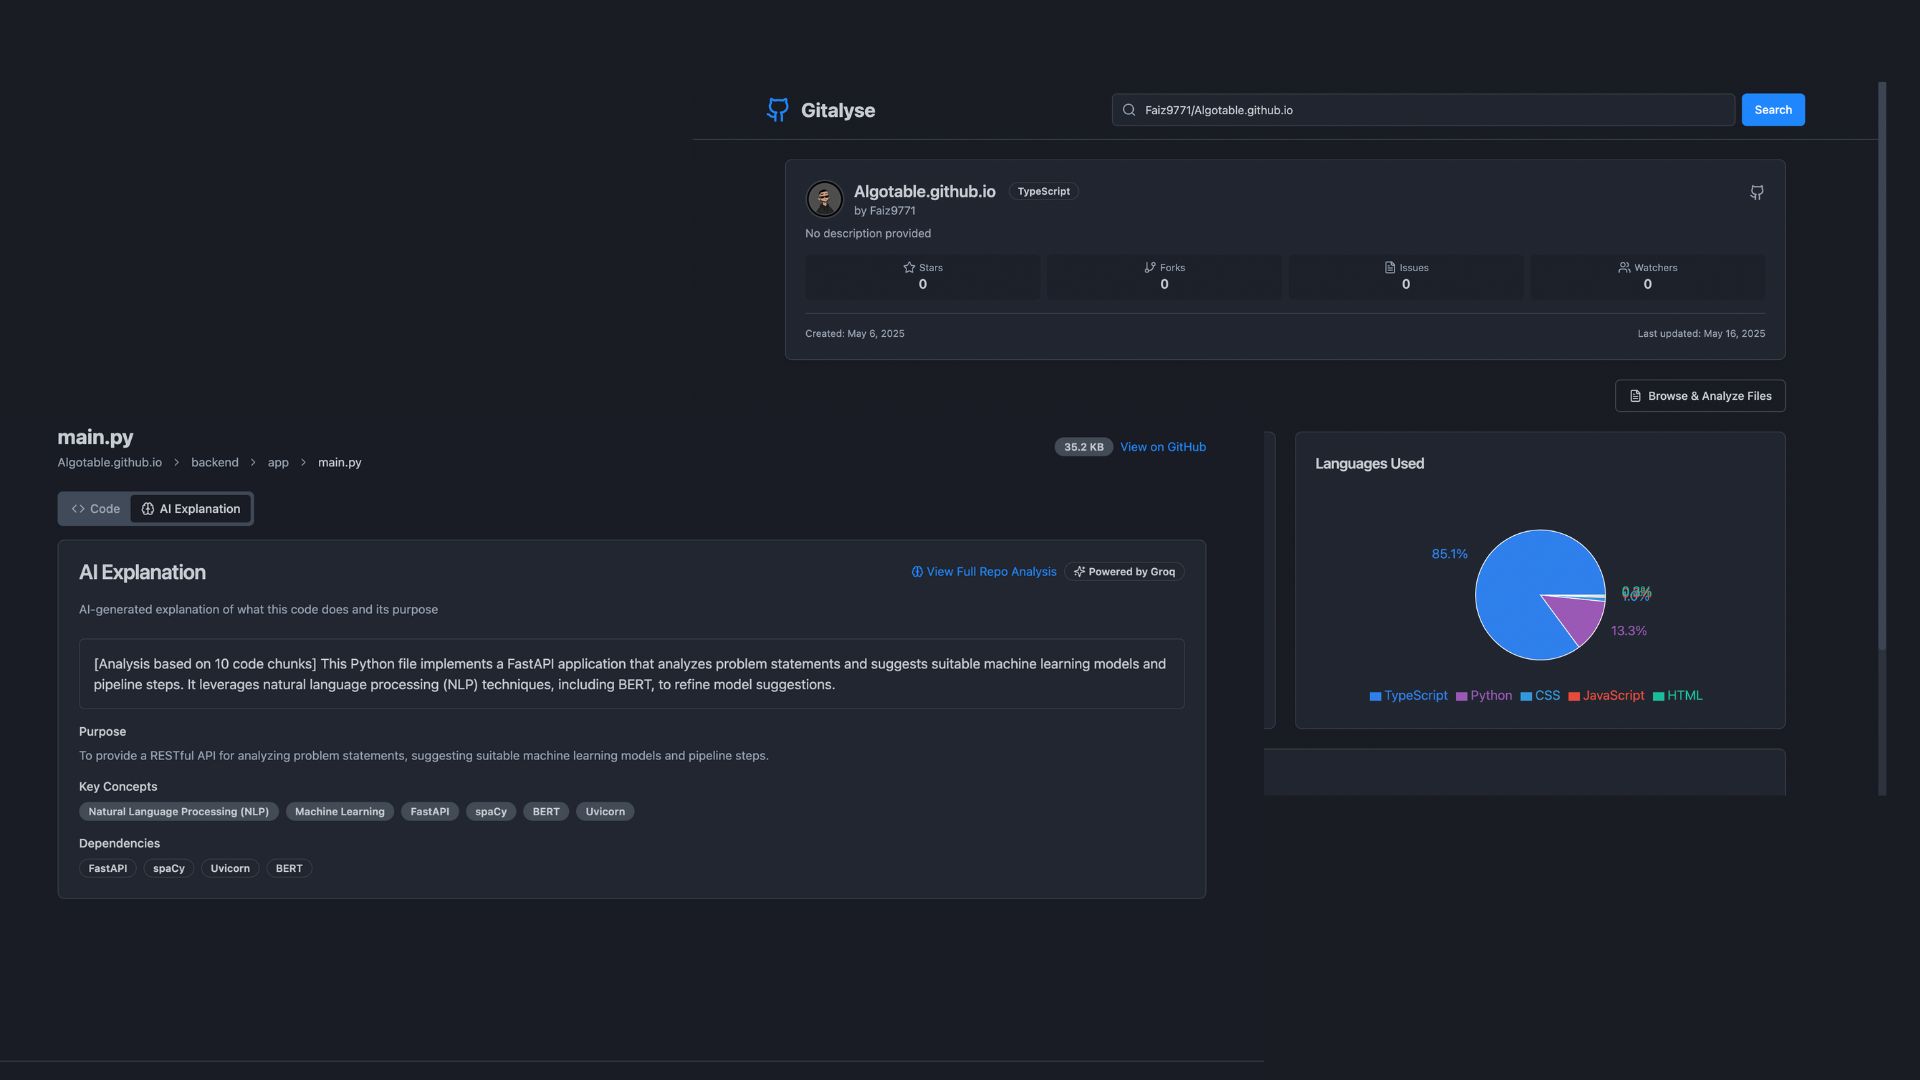 Gitalyse
Faiz9771/Algotable.github.io
Search
Algotable.github.io
TypeScript
by Faiz9771
No description provided
Stars
0
Forks
0
Issues
0
Watchers
0
Created: May 6, 2025
Last updated: May 16, 2025
Browse & Analyze Files
main.py
Algotable.github.io > backend > app > main.py
35.2 KB
View on GitHub
<> Code
AI Explanation
AI Explanation
View Full Repo Analysis
Powered by Groq
AI-generated explanation of what this code does and its purpose
[Analysis based on 10 code chunks] This Python file implements a FastAPI application that analyzes problem statements and suggests suitable machine learning models and
pipeline steps. It leverages natural language processing (NLP) techniques, including BERT, to refine model suggestions.
Purpose
To provide a RESTful API for analyzing problem statements, suggesting suitable machine learning models and pipeline steps.
Key Concepts
Natural Language Processing (NLP)
Machine Learning
FastAPI
spaCy
BERT
Uvicorn
Dependencies
FastAPI
spaCy
Uvicorn
BERT
Languages Used
85.1%
13.3%
TypeScript
Python
CSS
JavaScript
HTML